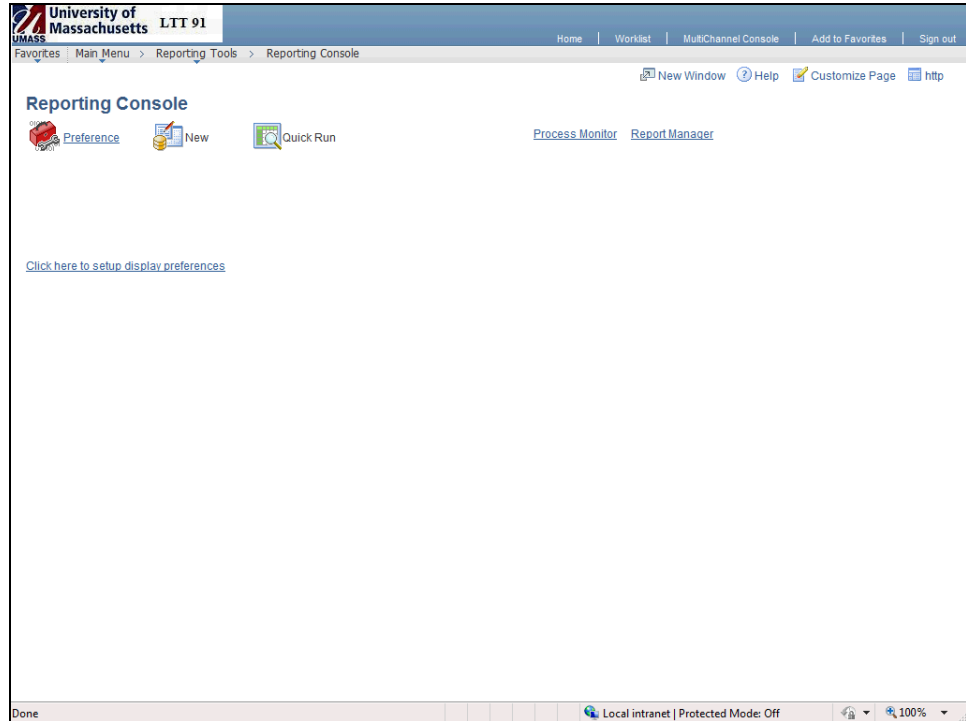 University of
Massachusetts
UMASS
LTT 91
Home | Worklist | MultiChannel Console | Add to Favorites | Sign out
Favorites Main Menu > Reporting Tools > Reporting Console
New Window ? Help Customize Page http
Reporting Console
Preference New Quick Run Process Monitor Report Manager
Click here to setup display preferences
Done Local intranet | Protected Mode: Off 100%